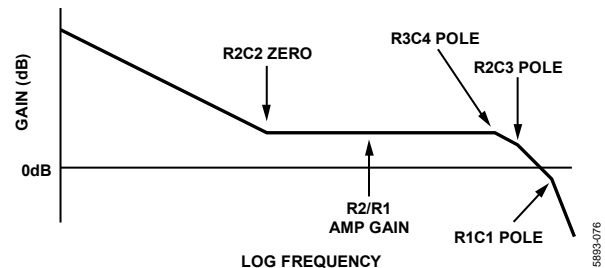 R2C2 ZERO
R3C4 POLE
R2C3 POLE
GAIN (dB)
0dB
R2/R1
AMP GAIN
R1C1 POLE
LOG FREQUENCY
5893-076